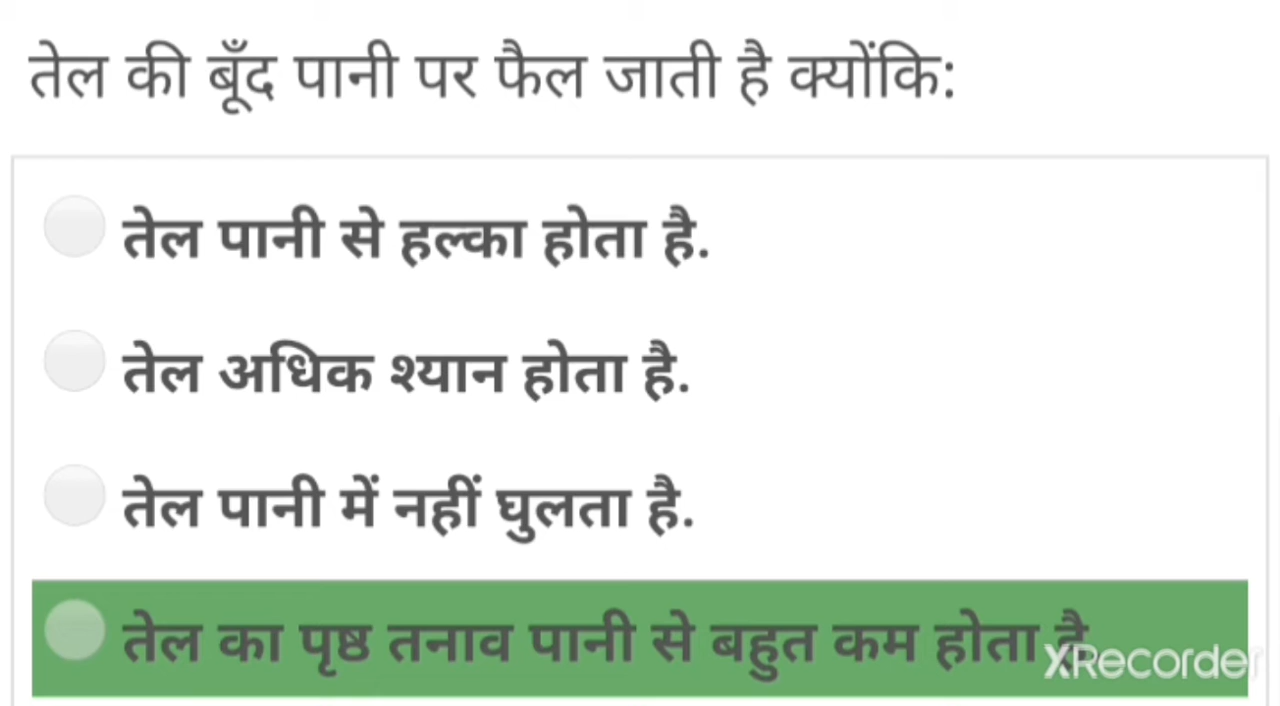 तेल की बूँद पानी पर फैल जाती है क्योंकि:
तेल पानी से हल्का होता है.
तेल अधिक श्यान होता है.
तेल पानी में नहीं घुलता है.
तेल का पृष्ठ तनाव पानी से बहुत कम होता है
XRecorder